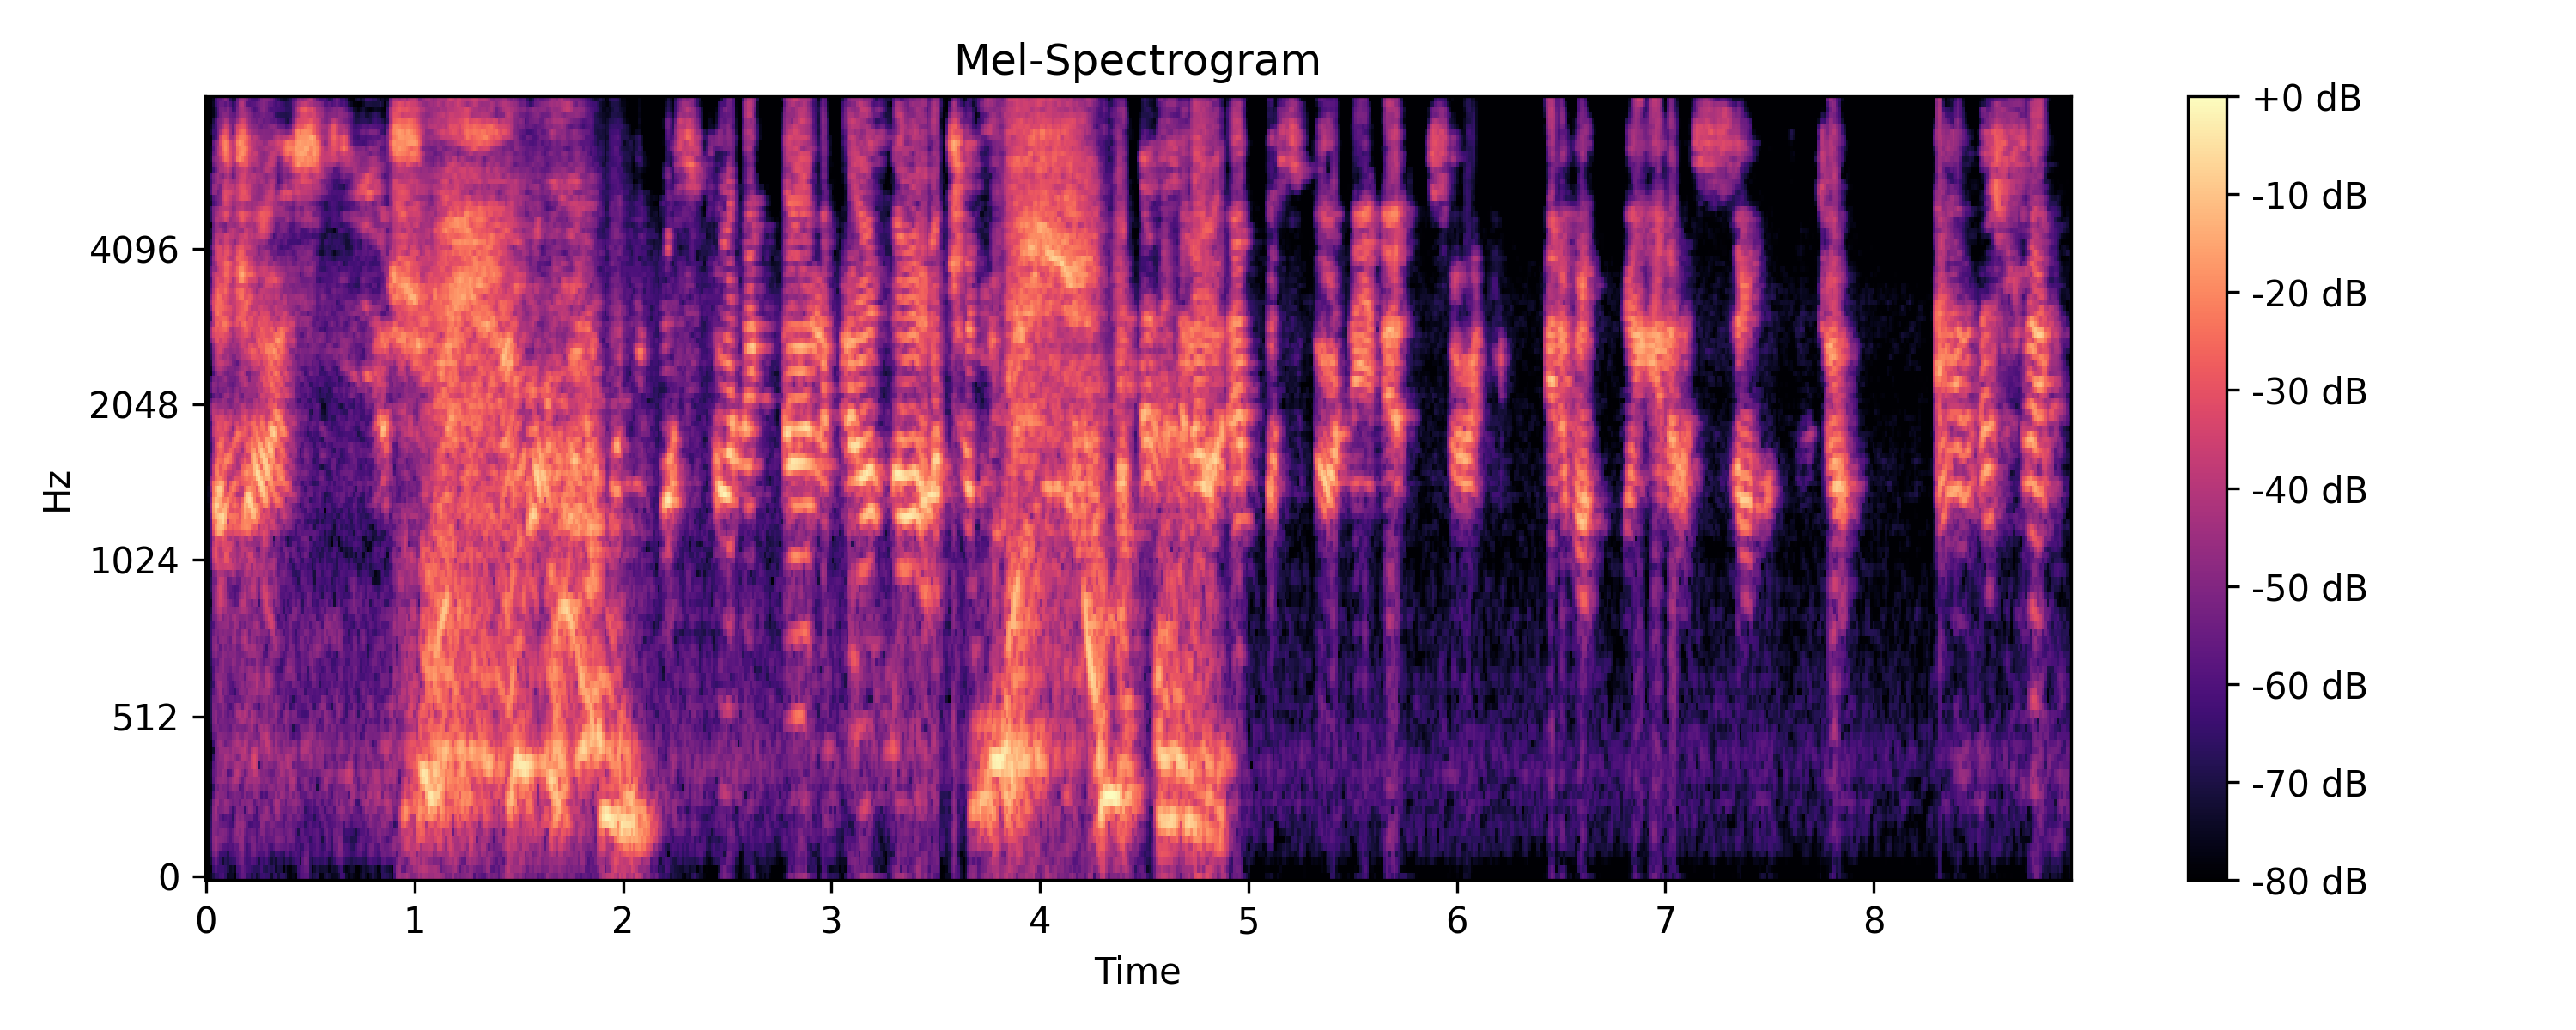 Mel-Spectrogram
Hz
4096
2048
1024
512
0
0 1 2 3 4 5 6 7 8
Time
+0 dB
-10 dB
-20 dB
-30 dB
-40 dB
-50 dB
-60 dB
-70 dB
-80 dB